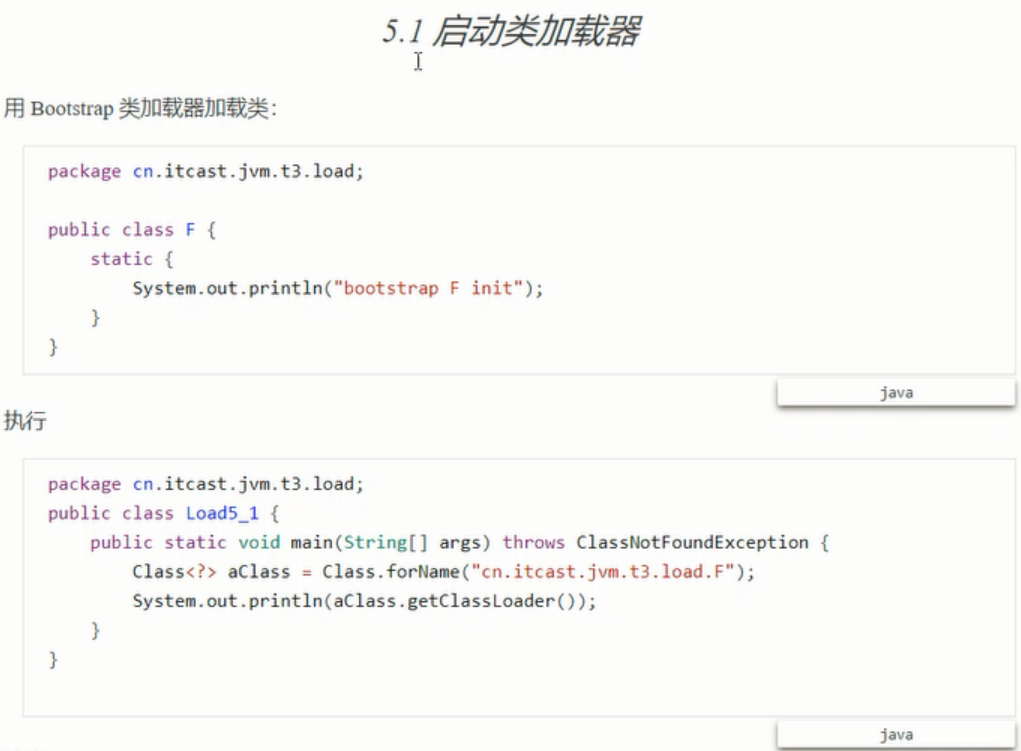 5.1 启动类加载器
用 Bootstrap 类加载器加载类：
package cn.itcast.jvm.t3.load;
public class F {
    static {
        System.out.println("bootstrap F init");
    }
}
java
执行
package cn.itcast.jvm.t3.load;
public class Load5_1 {
    public static void main(String[] args) throws ClassNotFoundException {
        Class<?> aClass = Class.forName("cn.itcast.jvm.t3.load.F");
        System.out.println(aClass.getClassLoader());
    }
}
java